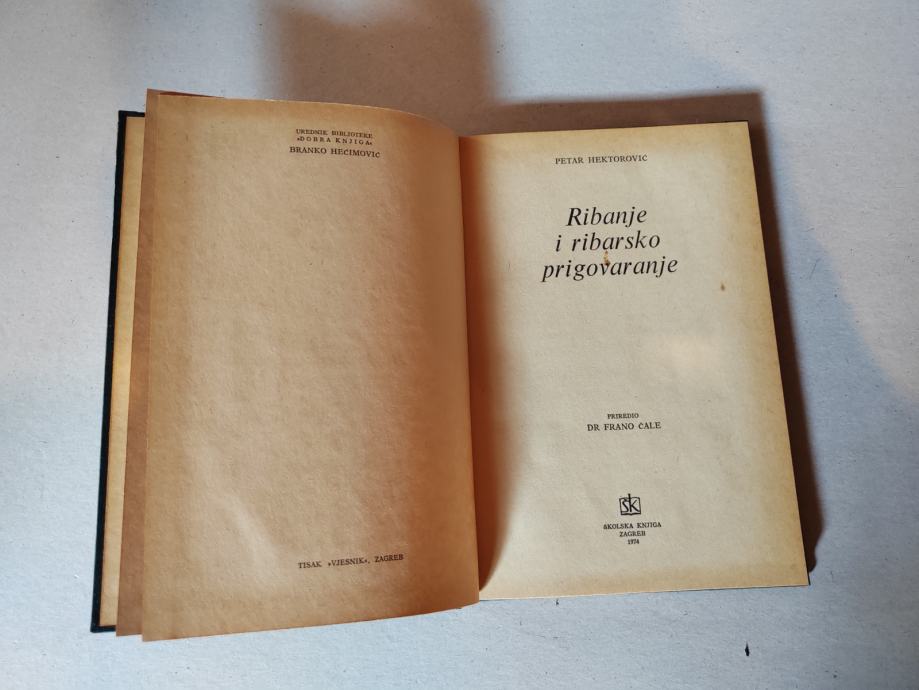 UREDNIK BIBLIOTEKE
»DOBRA KNJIGA«
BRANKO HEĆIMOVIĆ
TISAK »VJESNIK«, ZAGREB
PETAR HEKTOROVIĆ
Ribanje
i ribarsko
prigovaranje
PRIREDIO
DR FRANO ČALE
ŠK
ŠKOLSKA KNJIGA
ZAGREB
1974